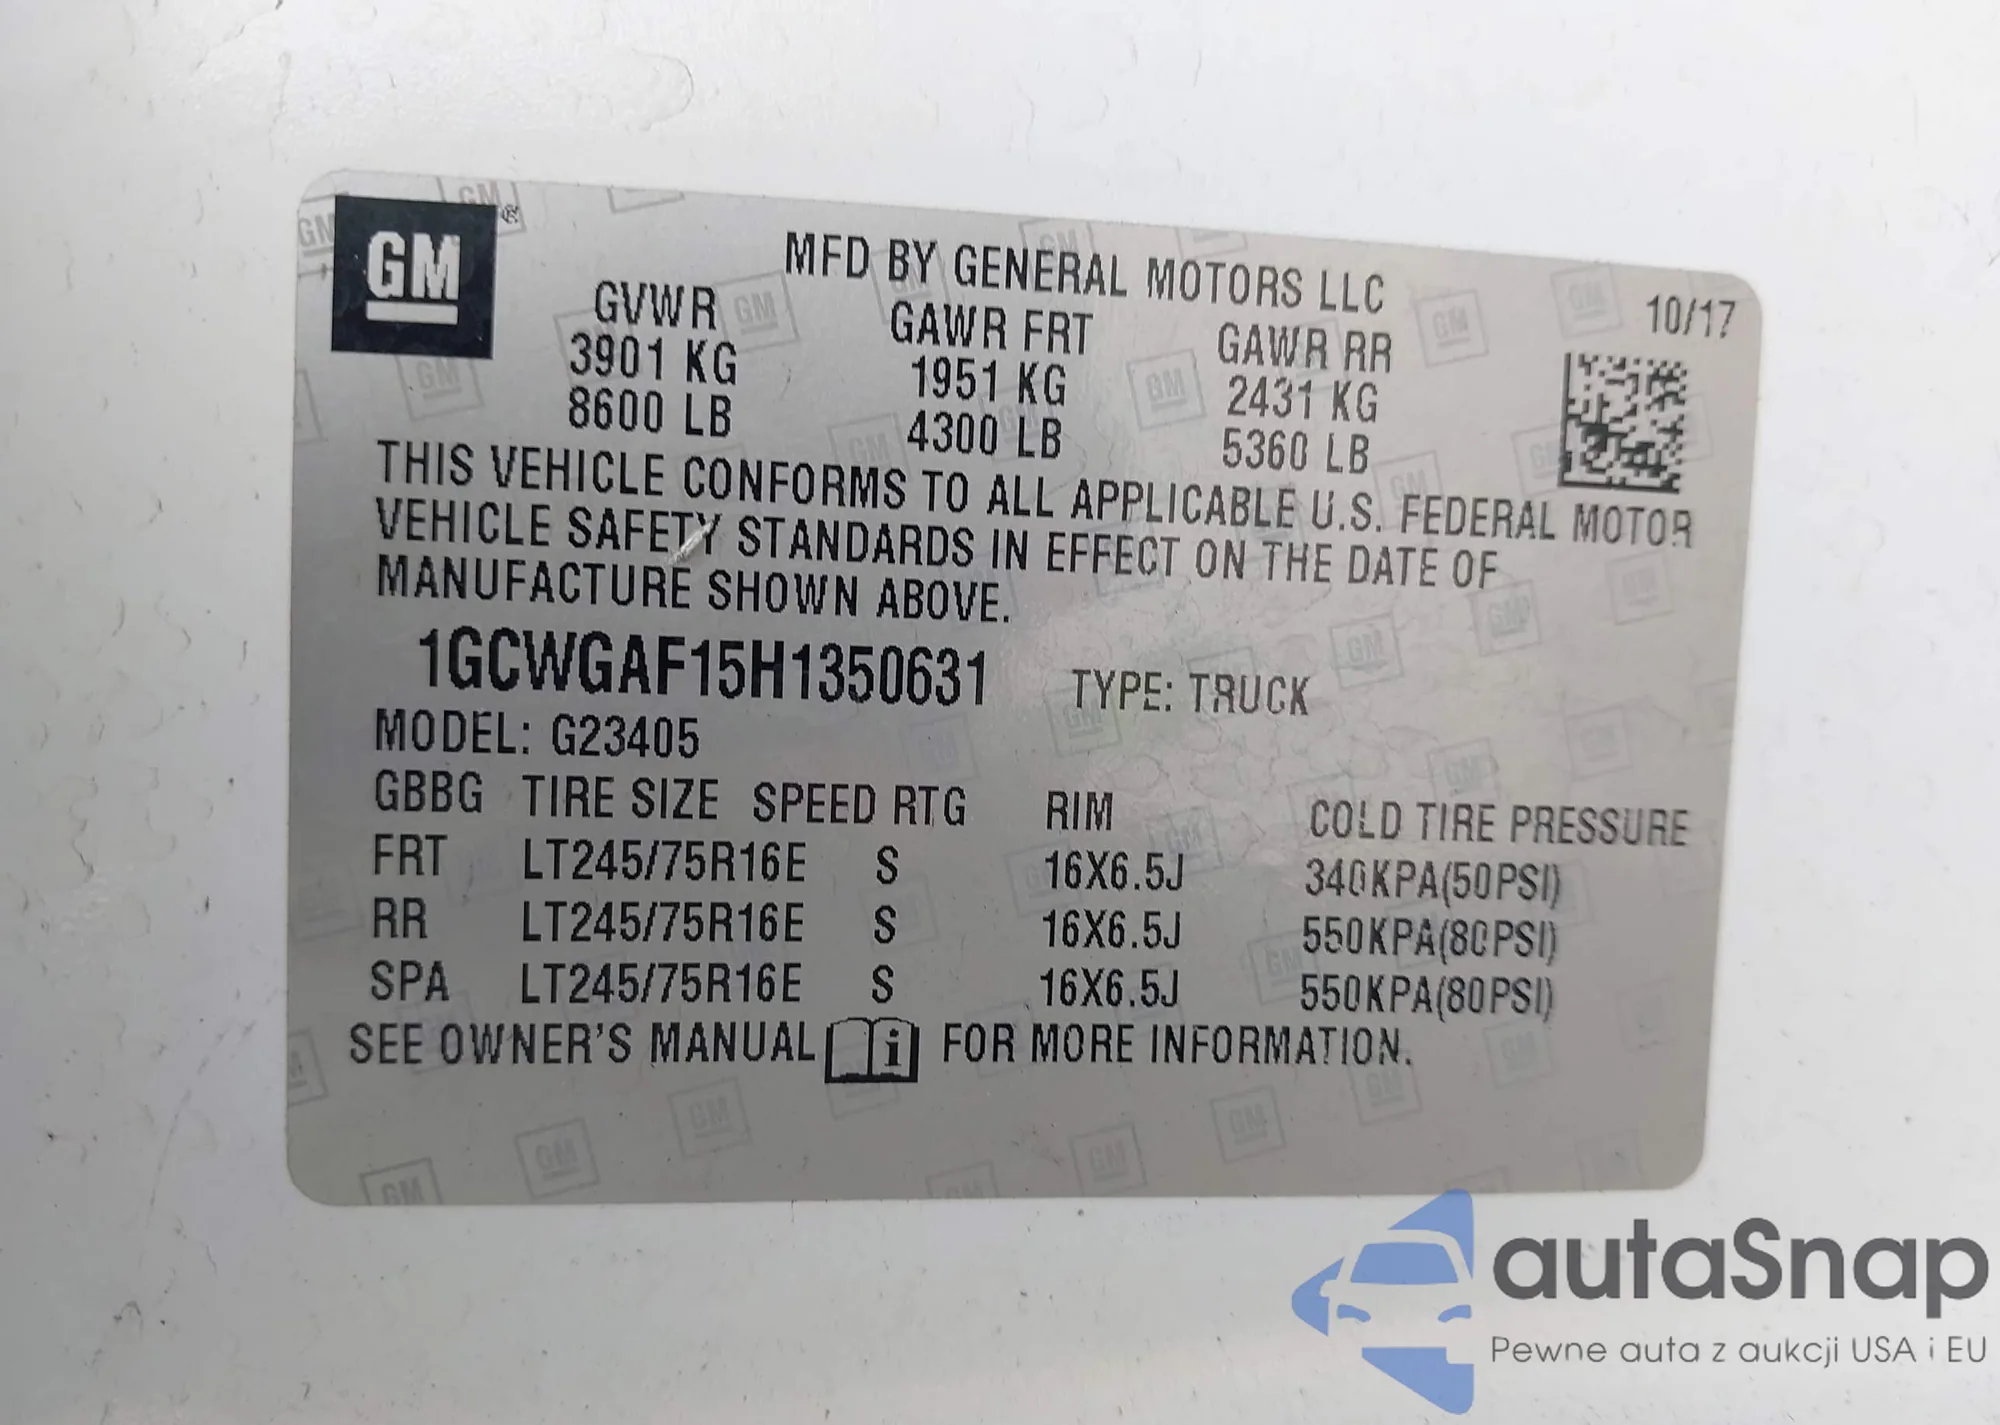 GM
MFD BY GENERAL MOTORS LLC
10/17
GVWR GAWR FRT GAWR RR
3901 KG 1951 KG 2431 KG
8600 LB 4300 LB 5360 LB
THIS VEHICLE CONFORMS TO ALL APPLICABLE U.S. FEDERAL MOTOR
VEHICLE SAFETY STANDARDS IN EFFECT ON THE DATE OF
MANUFACTURE SHOWN ABOVE.
1GCWGAF15H1350631 TYPE: TRUCK
MODEL: G23405
GBBG TIRE SIZE SPEED RTG RIM COLD TIRE PRESSURE
FRT LT245/75R16E S 16X6.5J 340KPA(50PSI)
RR LT245/75R16E S 16X6.5J 550KPA(80PSI)
SPA LT245/75R16E S 16X6.5J 550KPA(80PSI)
SEE OWNER'S MANUAL i FOR MORE INFORMATION.
autaSnap
Pewne auta z aukcji USA i EU